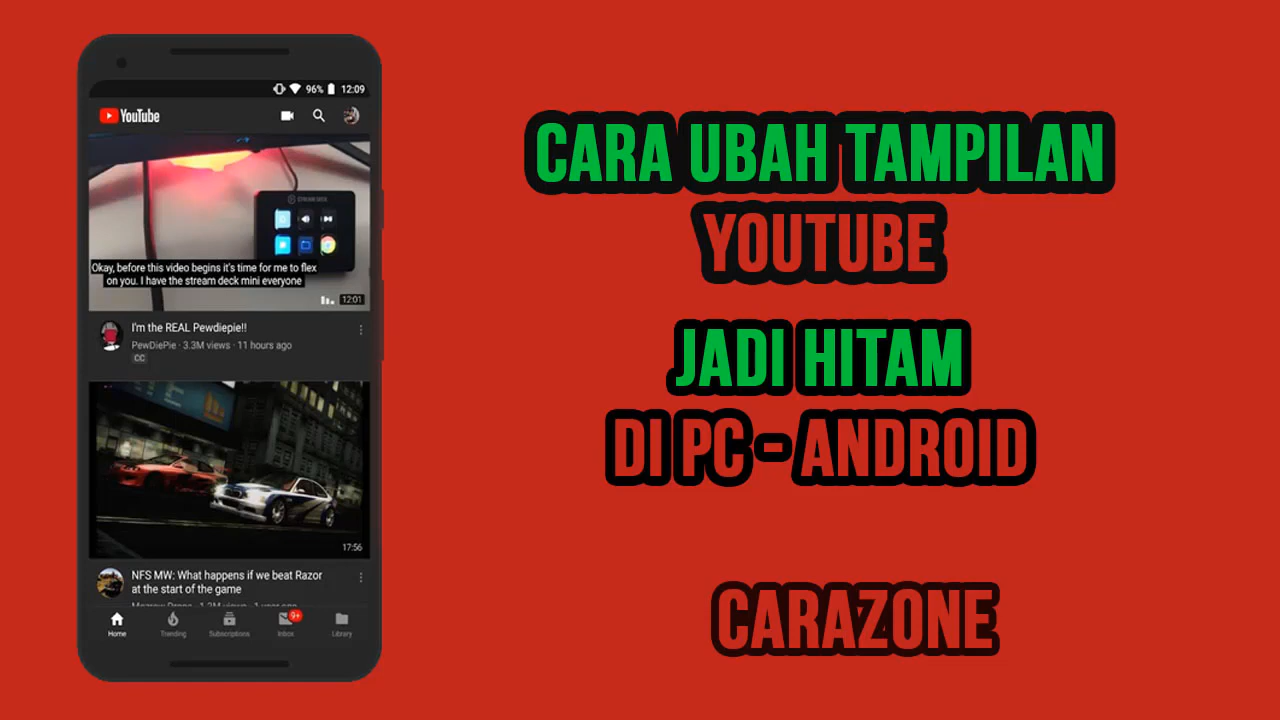 96% 12:09
YouTube
STREAM DECK
Okay, before this video begins it's time for me to flex
on you. I have the stream deck mini everyone
12:01
I'm the REAL Pewdiepie!!
PewDiePie · 3.3M views · 11 hours ago
CC
17:56
NFS MW: What happens if we beat Razor
at the start of the game
9+
Home Trending Subscriptions Inbox Library
CARA UBAH TAMPILAN
YOUTUBE
JADI HITAM
DI PC - ANDROID
CARAZONE